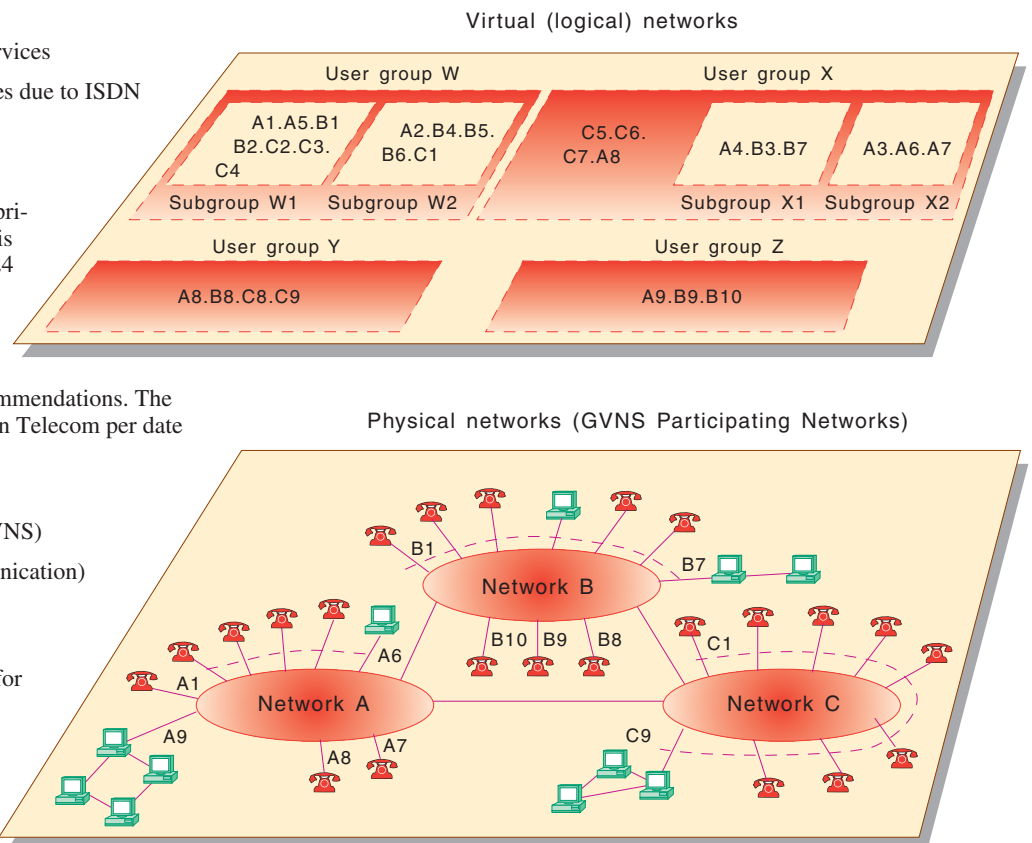 rvices
es due to ISDN
pri-
is
24
mmendations. The
n Telecom per date
VNS)
nication)
for
Virtual (logical) networks
User group W
User group X
A1.A5.B1
B2.C2.C3.
C4
A2.B4.B5.
B6.C1
C5.C6.
C7.A8
A4.B3.B7
A3.A6.A7
Subgroup W1
Subgroup W2
Subgroup X1
Subgroup X2
User group Y
User group Z
A8.B8.C8.C9
A9.B9.B10
Physical networks (GVNS Participating Networks)
B1
B7
Network B
B10
B9
B8
C1
A6
A1
Network A
Network C
A9
A8
A7
C9